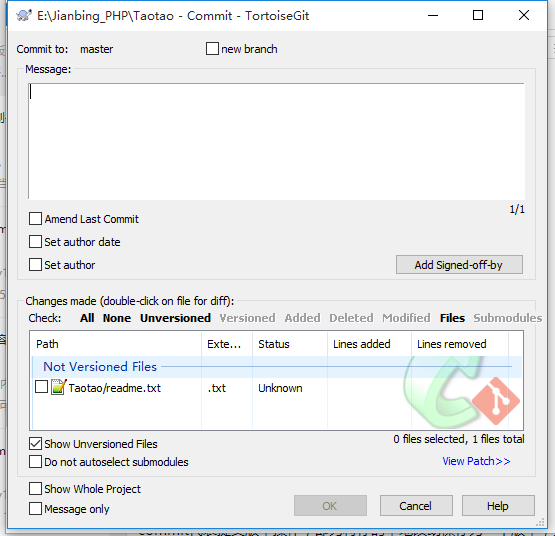 E:\Jianbing_PHP\Taotao - Commit - TortoiseGit
Commit to: master new branch
Message:
1/1
Amend Last Commit
Set author date
Set author
Add Signed-off-by
Changes made (double-click on file for diff):
Check: All None Unversioned Versioned Added Deleted Modified Files Submodules
Path Exte... Status Lines added Lines removed
Not Versioned Files
Taotao/readme.txt .txt Unknown
Show Unversioned Files
0 files selected, 1 files total
Do not autoselect submodules
View Patch>>
Show Whole Project
Message only
OK Cancel Help